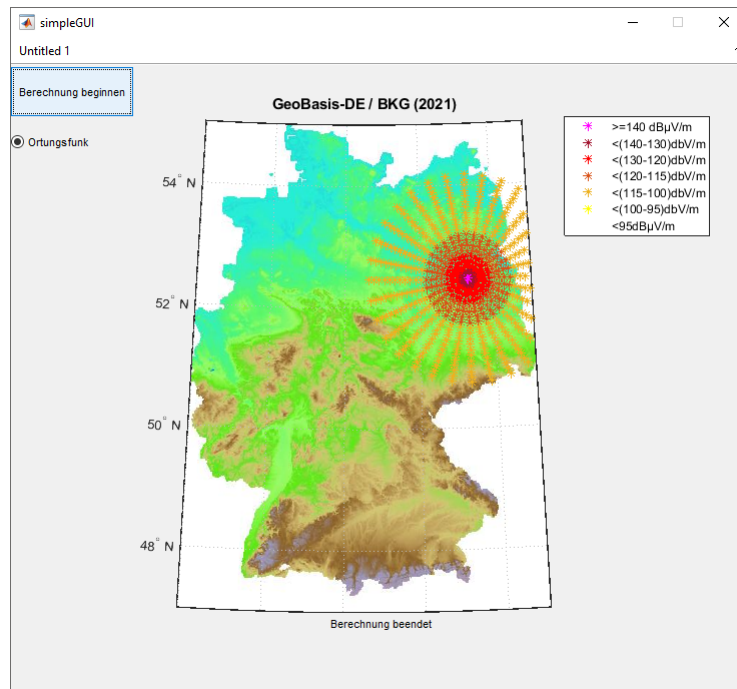 simpleGUI
Untitled 1
Berechnung beginnen
Ortungsfunk
GeoBasis-DE / BKG (2021)
54° N
52° N
50° N
48° N
>=140 dBµV/m
<(140-130)dbV/m
<(130-120)dbV/m
<(120-115)dbV/m
<(115-100)dbV/m
<(100-95)dbV/m
<95dBµV/m
Berechnung beendet